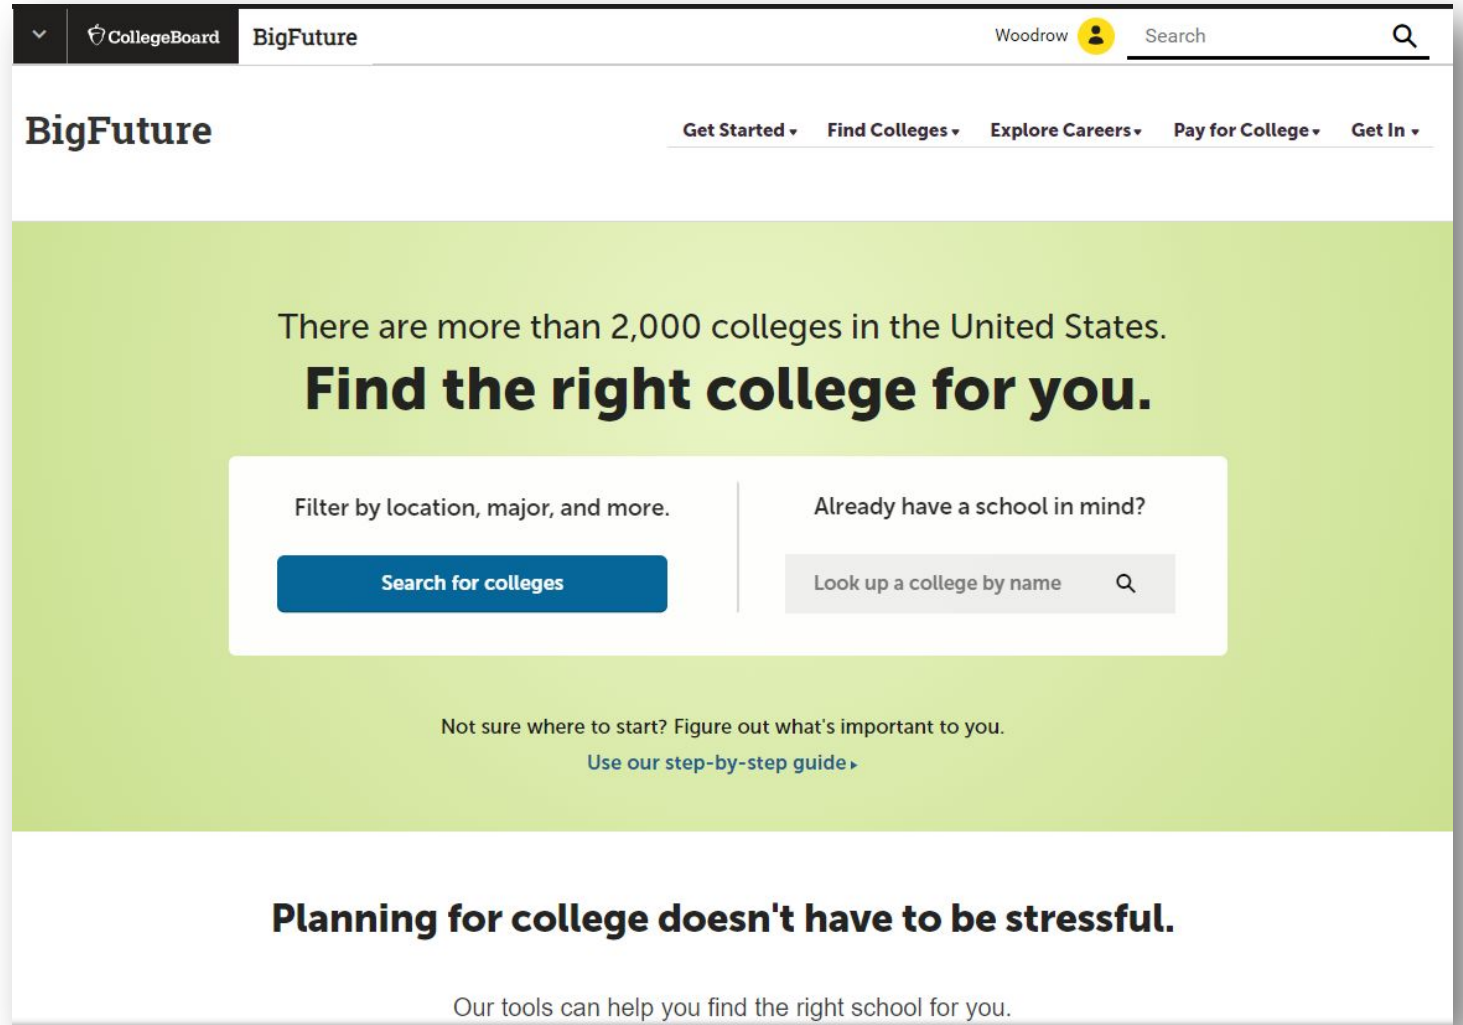 CollegeBoard BigFuture Woodrow Search
BigFuture
Get Started Find Colleges Explore Careers Pay for College Get In
There are more than 2,000 colleges in the United States.
Find the right college for you.
Filter by location, major, and more.
Search for colleges
Already have a school in mind?
Look up a college by name
Not sure where to start? Figure out what's important to you.
Use our step-by-step guide
Planning for college doesn't have to be stressful.
Our tools can help you find the right school for you.